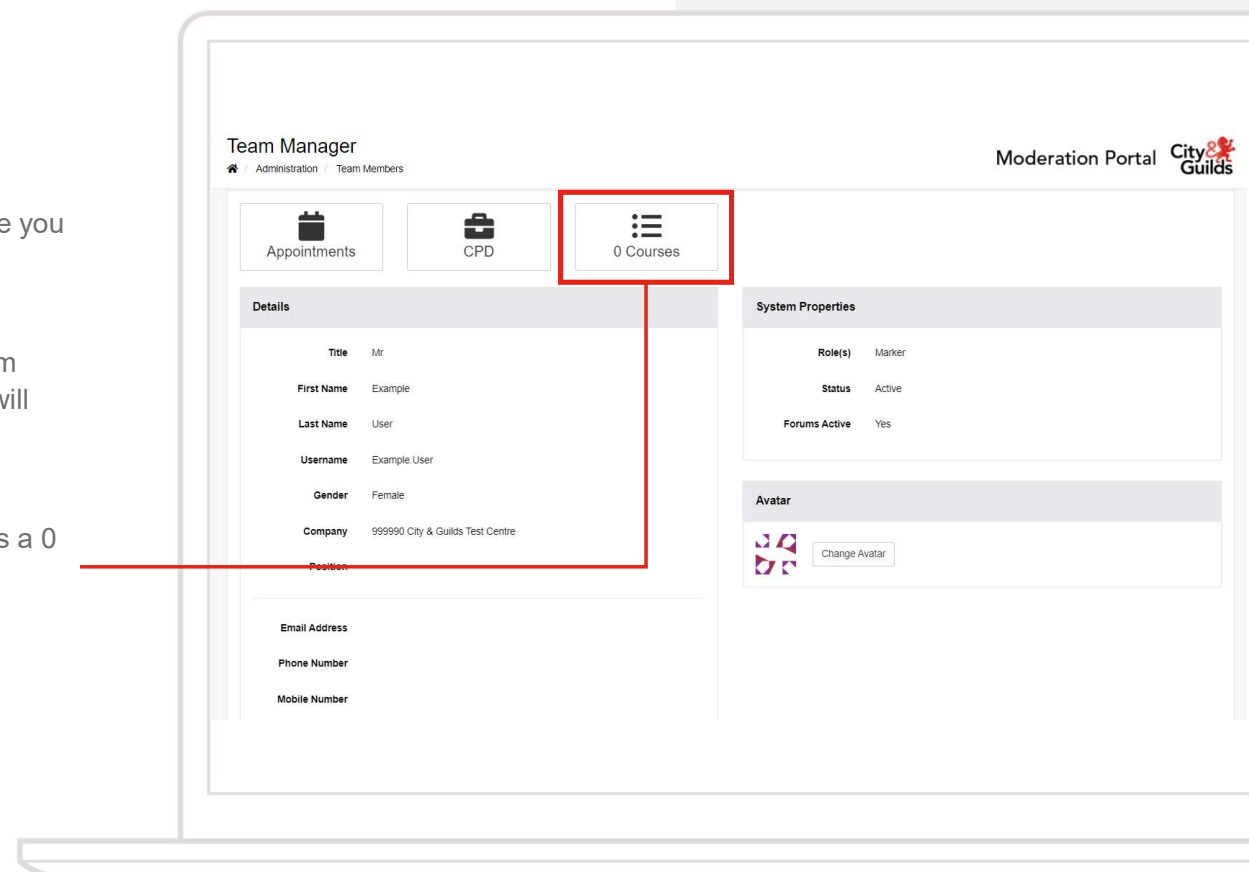 e you
m
will
s a 0
Team Manager
/ Administration / Team Members
Moderation Portal City & Guilds
Appointments
CPD
0 Courses
Details
Title Mr
First Name Example
Last Name User
Username Example.User
Gender Female
Company 999990 City & Guilds Test Centre
Position
Email Address
Phone Number
Mobile Number
System Properties
Role(s) Marker
Status Active
Forums Active Yes
Avatar
Change Avatar